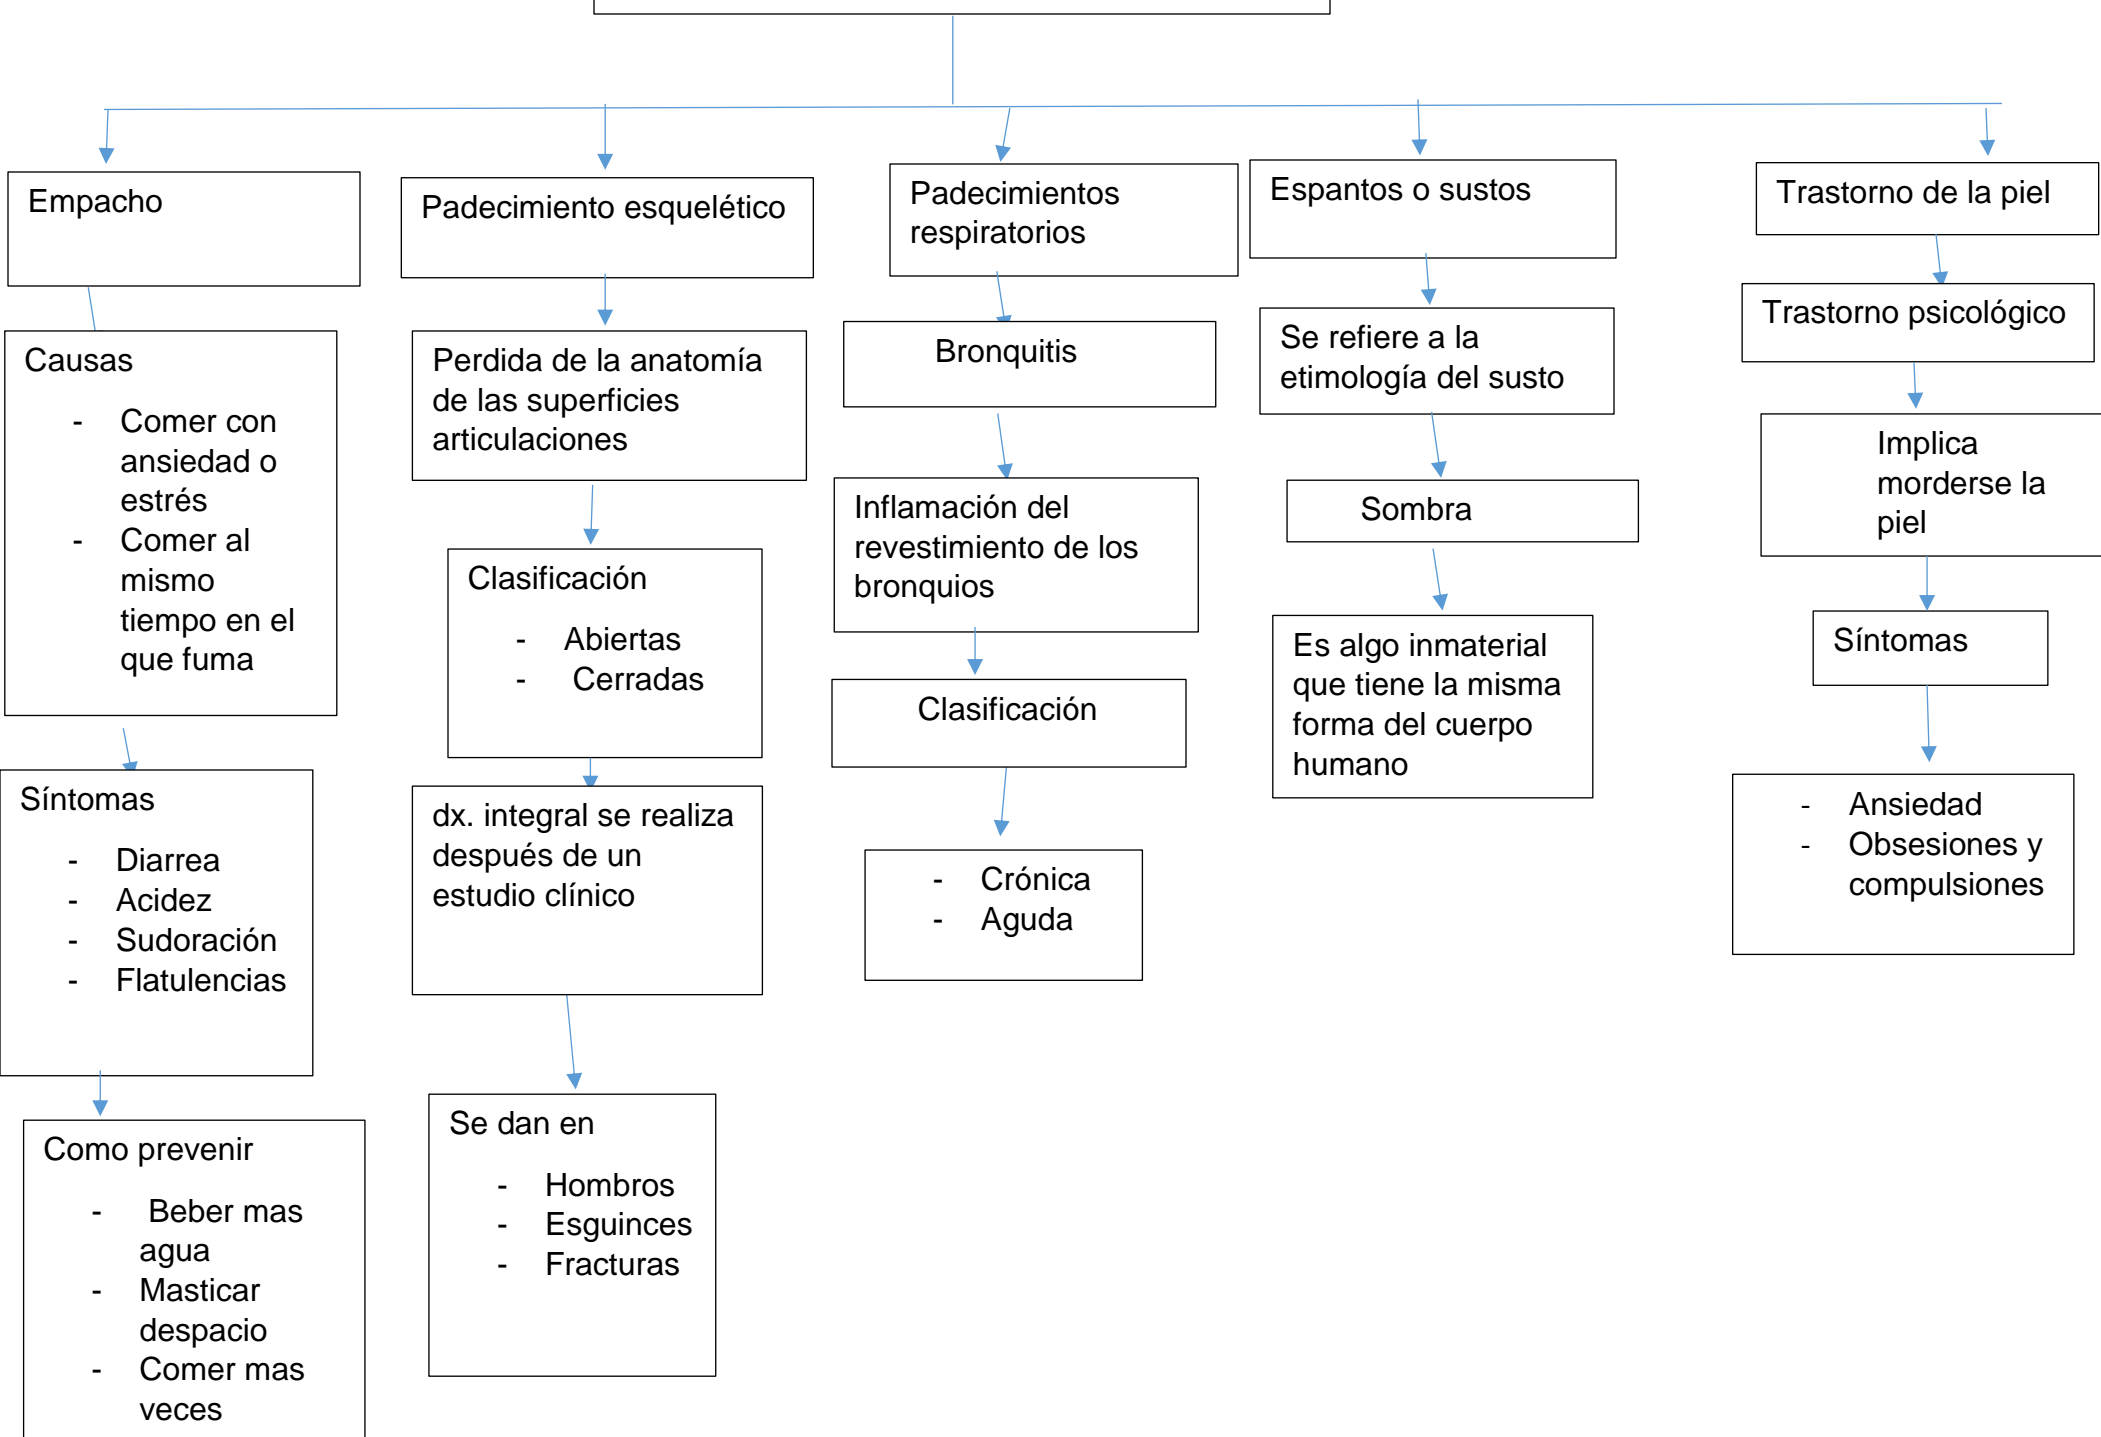 Empacho
Causas
- Comer con
ansiedad o
estrés
- Comer al
mismo
tiempo en el
que fuma
Síntomas
- Diarrea
- Acidez
- Sudoración
- Flatulencias
Como prevenir
- Beber mas
agua
- Masticar
despacio
- Comer mas
veces
Padecimiento esquelético
Perdida de la anatomía
de las superficies
articulaciones
Clasificación
- Abiertas
- Cerradas
dx. integral se realiza
después de un
estudio clínico
Se dan en
- Hombros
- Esguinces
- Fracturas
Padecimientos
respiratorios
Bronquitis
Inflamación del
revestimiento de los
bronquios
Clasificación
- Crónica
- Aguda
Espantos o sustos
Se refiere a la
etimología del susto
Sombra
Es algo inmaterial
que tiene la misma
forma del cuerpo
humano
Trastorno de la piel
Trastorno psicológico
Implica
morderse la
piel
Síntomas
- Ansiedad
- Obsesiones y
compulsiones